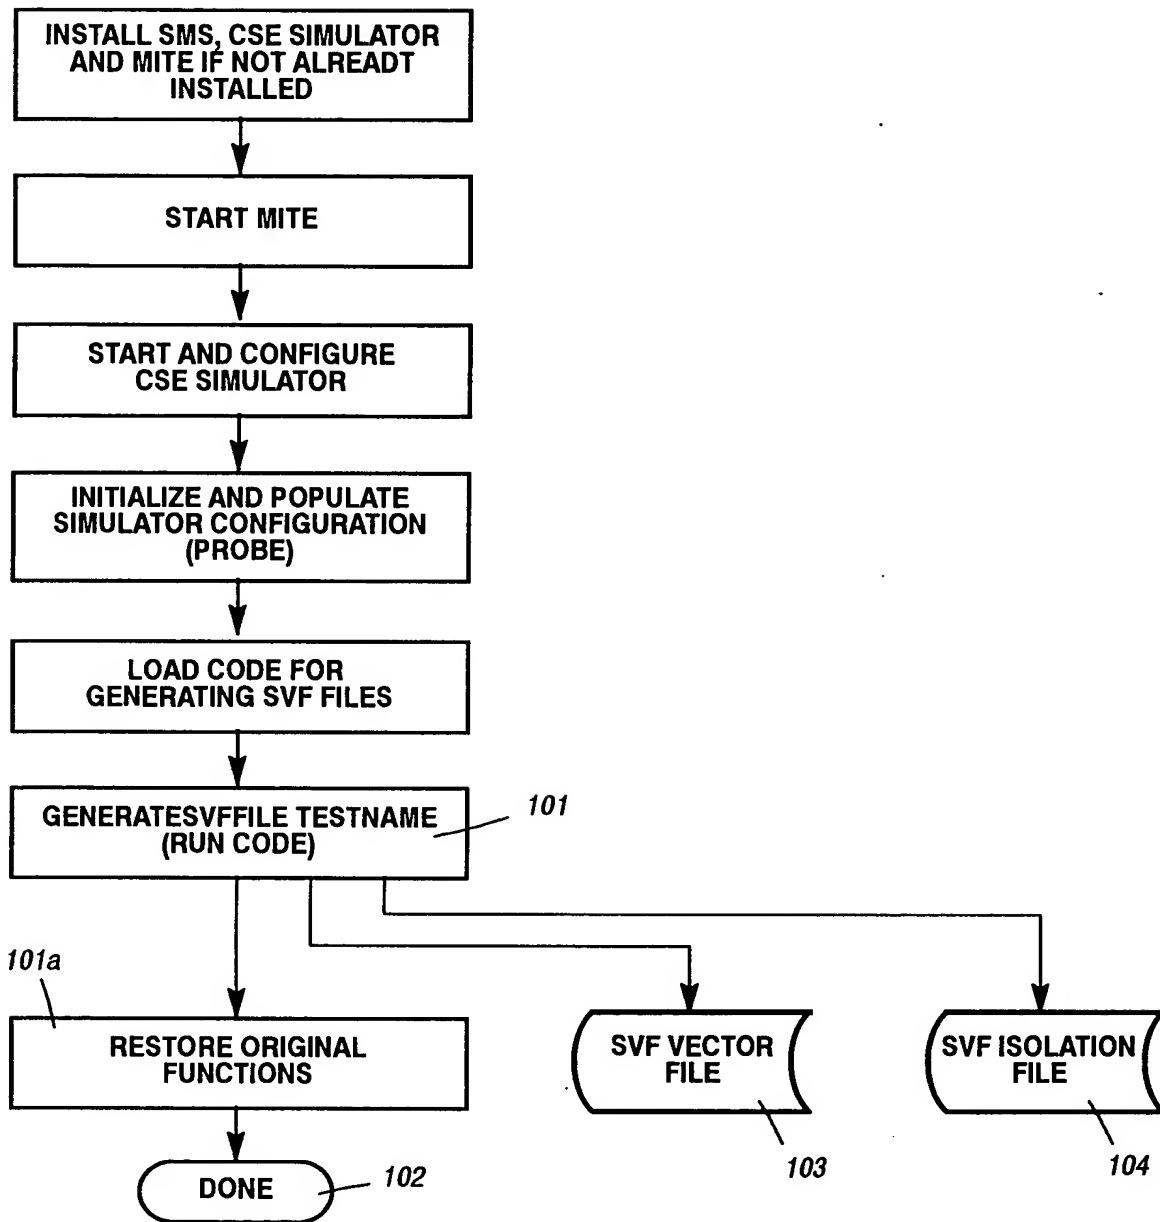 INSTALL SMS, CSE SIMULATOR
AND MITE IF NOT ALREADT
INSTALLED
START MITE
START AND CONFIGURE
CSE SIMULATOR
INITIALIZE AND POPULATE
SIMULATOR CONFIGURATION
(PROBE)
LOAD CODE FOR
GENERATING SVF FILES
GENERATESVFFILE TESTNAME
(RUN CODE)
101
101a
RESTORE ORIGINAL
FUNCTIONS
SVF VECTOR
FILE
SVF ISOLATION
FILE
103
104
DONE
102